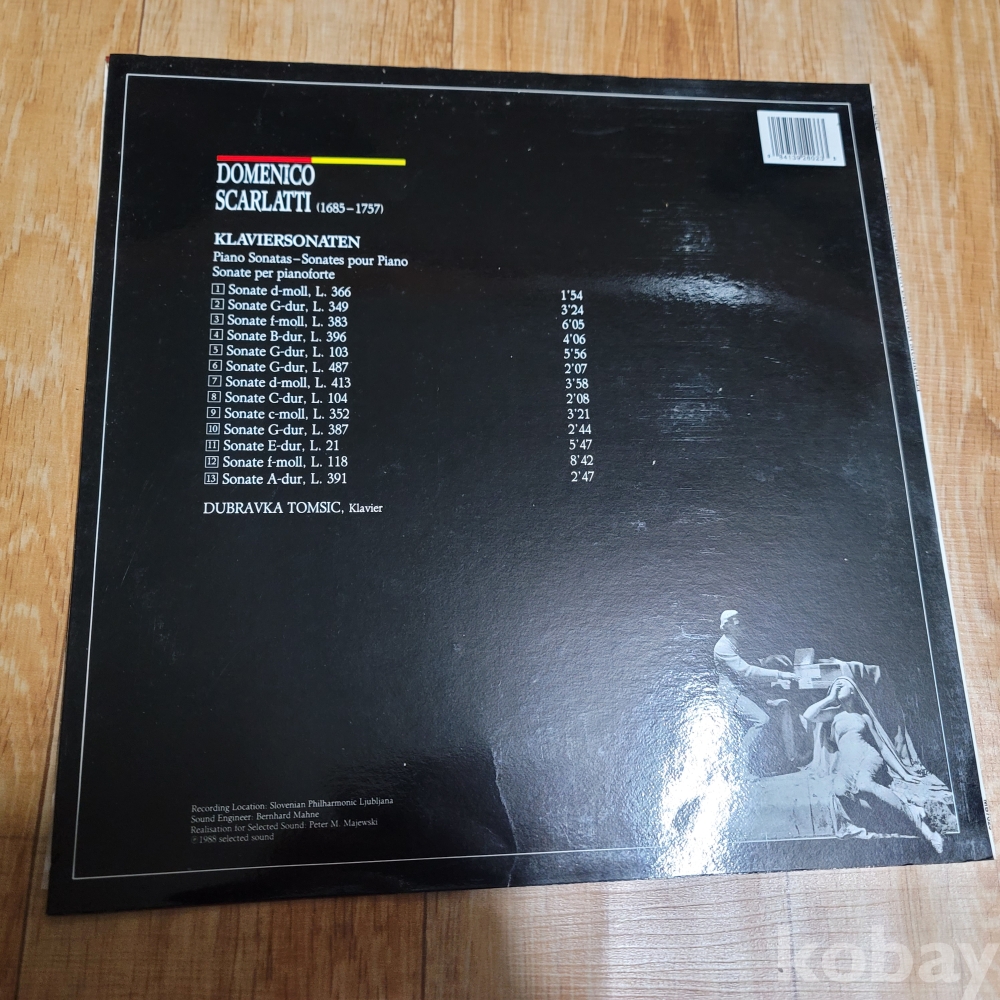 DOMENICO
SCARLATTI (1685–1757)
KLAVIERSONATEN
Piano Sonatas–Sonates pour Piano
Sonate per pianoforte
1 Sonate d-moll, L. 366 1'54
2 Sonate G-dur, L. 349 3'24
3 Sonate f-moll, L. 383 6'05
4 Sonate B-dur, L. 396 4'06
5 Sonate G-dur, L. 103 5'56
6 Sonate G-dur, L. 487 2'07
7 Sonate d-moll, L. 413 3'58
8 Sonate C-dur, L. 104 2'08
9 Sonate c-moll, L. 352 3'21
10 Sonate G-dur, L. 387 2'44
11 Sonate E-dur, L. 21 5'47
12 Sonate f-moll, L. 118 8'42
13 Sonate A-dur, L. 391 2'47
DUBRAVKA TOMSIC, Klavier
Recording Location: Slovenian Philharmonic Ljubljana
Sound Engineer: Bernhard Mahne
Realisation for Selected Sound: Peter M. Majewski
℗ 1988 selected sound
kobay